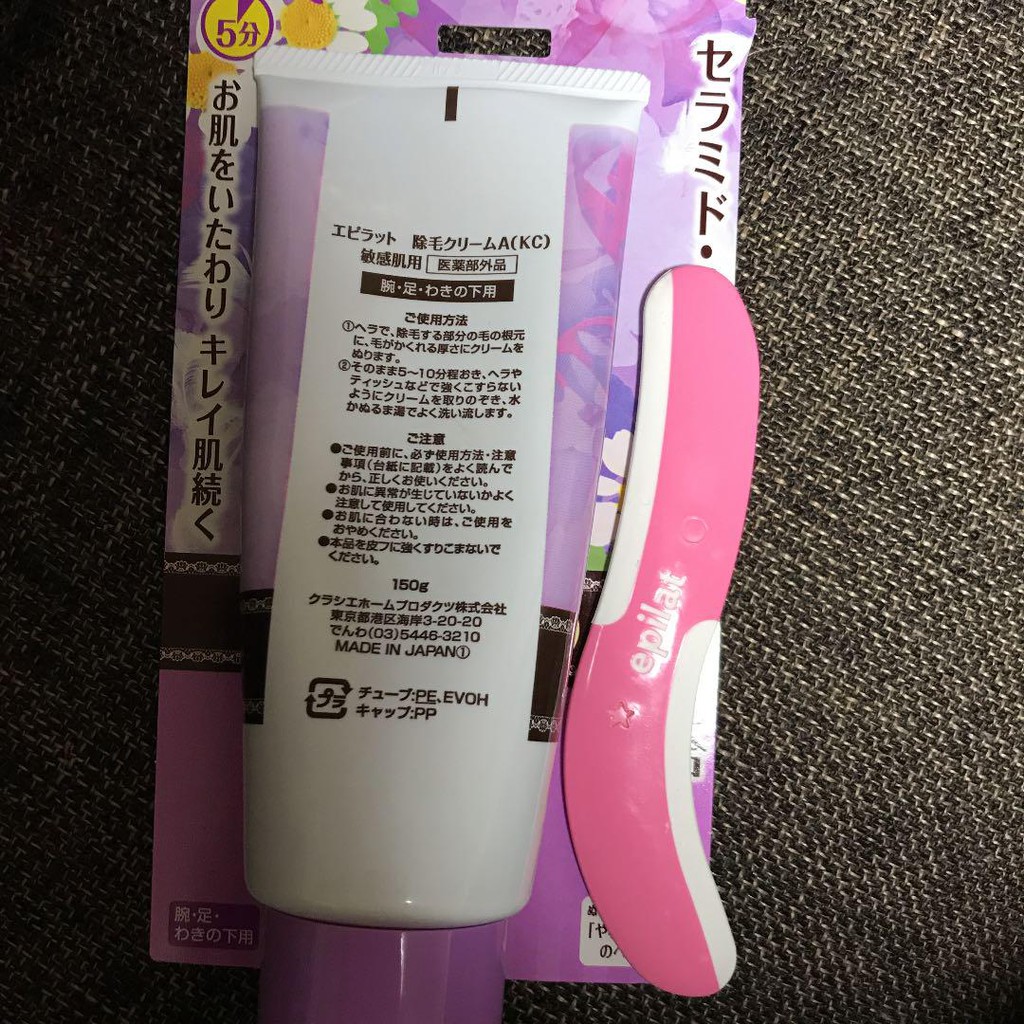 5分
お肌をいたわり キレイ肌続く
セラミド・
エピラット 除毛クリームA(KC)
敏感肌用 医薬部外品
腕・足・わきの下用
ご使用方法
①ヘラで、除毛する部分の毛の根元
に、毛がかくれる厚さにクリームを
ぬります。
②そのまま5〜10分程おき、ヘラや
ティッシュなどで強くこすらない
ようにクリームを取りのぞき、水
かぬるま湯でよく洗い流します。
ご注意
●ご使用前に、必ず使用方法・注意
事項(台紙に記載)をよく読んで
から、正しくお使いください。
●お肌に異常が生じていないかよく
注意して使用してください。
●お肌に合わない時は、ご使用を
おやめください。
●本品を皮フに強くすりこまないで
ください。
150g
クラシエホームプロダクツ株式会社
東京都港区海岸3-20-20
でんわ(03)5446-3210
MADE IN JAPAN①
プラ
チューブ:PE、EVOH
キャップ:PP
epilat
腕・足・
わきの下用
ぬ
「や
の